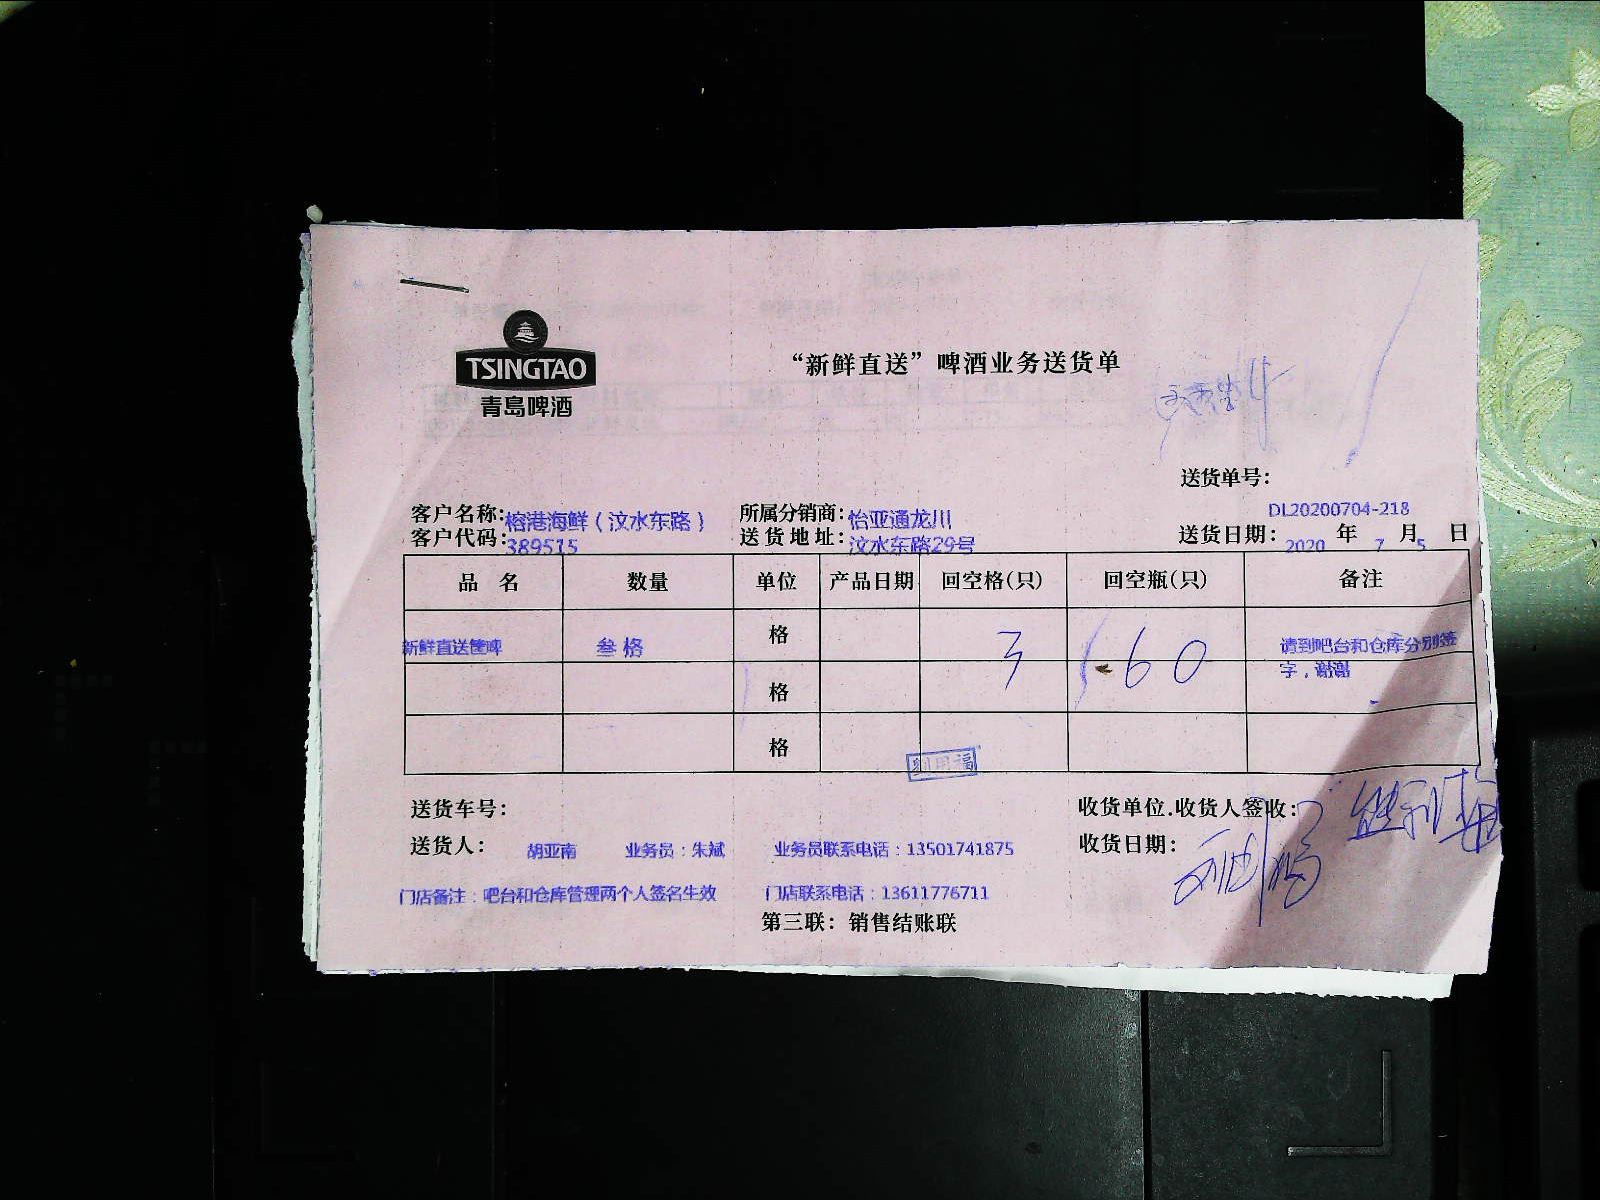 TSINGTAO
青岛啤酒
“新鲜直送”啤酒业务送货单
送货单号：
DL20200704-218
客户名称：榕港海鲜（汶水东路） 所属分销商：怡亚通龙川
客户代码：389515 送货地址：汶水东路29号 送货日期：2020 年 7 月 5 日
品名 数量 单位 产品日期 回空格(只) 回空瓶(只) 备注
新鲜直送筐啤 叁格 格 3 60 请到吧台和仓库分别签字，谢谢
格
格
送货车号： 收货单位.收货人签收：
送货人： 胡亚南 业务员：朱斌 业务员联系电话：13501741875 收货日期：
门店备注：吧台和仓库管理两个人签名生效 门店联系电话：13611776711
第三联：销售结账联